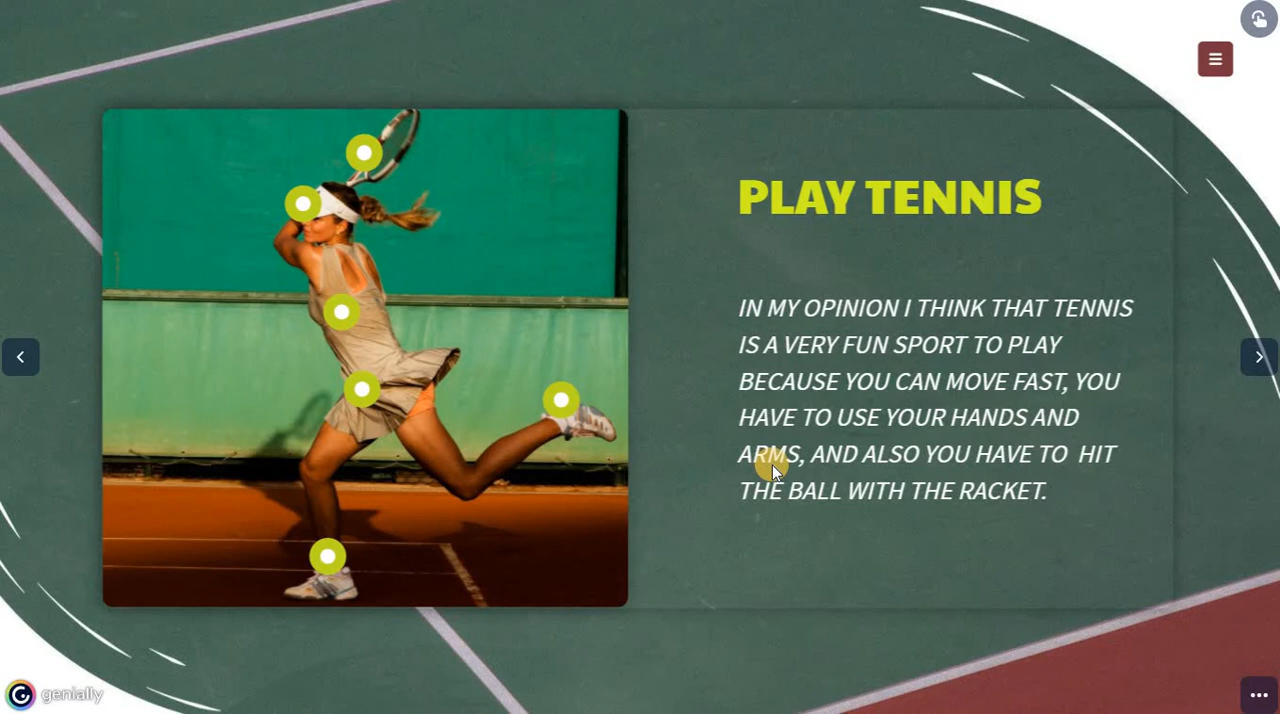 PLAY TENNIS
IN MY OPINION I THINK THAT TENNIS
IS A VERY FUN SPORT TO PLAY
BECAUSE YOU CAN MOVE FAST, YOU
HAVE TO USE YOUR HANDS AND
ARMS, AND ALSO YOU HAVE TO  HIT
THE BALL WITH THE RACKET.
genially